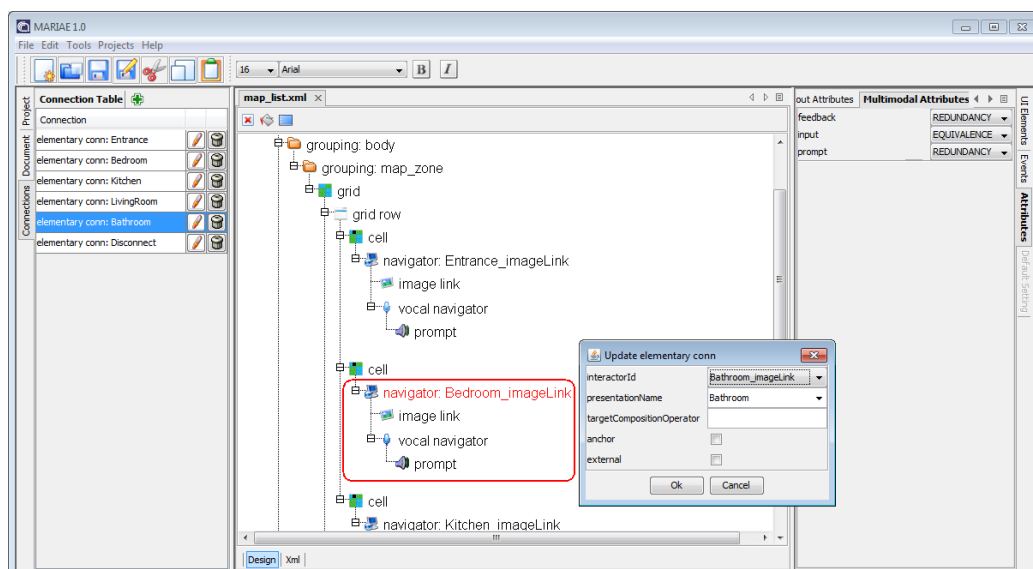 MARIAE 1.0
File Edit Tools Projects Help
16 Arial B I
Project
Document
Connections
Connection Table
Connection
elementary conn: Entrance
elementary conn: Bedroom
elementary conn: Kitchen
elementary conn: LivingRoom
elementary conn: Bathroom
elementary conn: Disconnect
map_list.xml
grouping: body
grouping: map_zone
grid
grid row
cell
navigator: Entrance_imageLink
image link
vocal navigator
prompt
cell
navigator: Bedroom_imageLink
image link
vocal navigator
prompt
cell
navigator: Kitchen_imageLink
Design Xml
out Attributes Multimodal Attributes
feedback REDUNDANCY
input EQUIVALENCE
prompt REDUNDANCY
UI Elements
Events
Attributes
Default Setting
Update elementary conn
interactorId Bathroom_imageLink
presentationName Bathroom
targetCompositionOperator
anchor
external
Ok Cancel